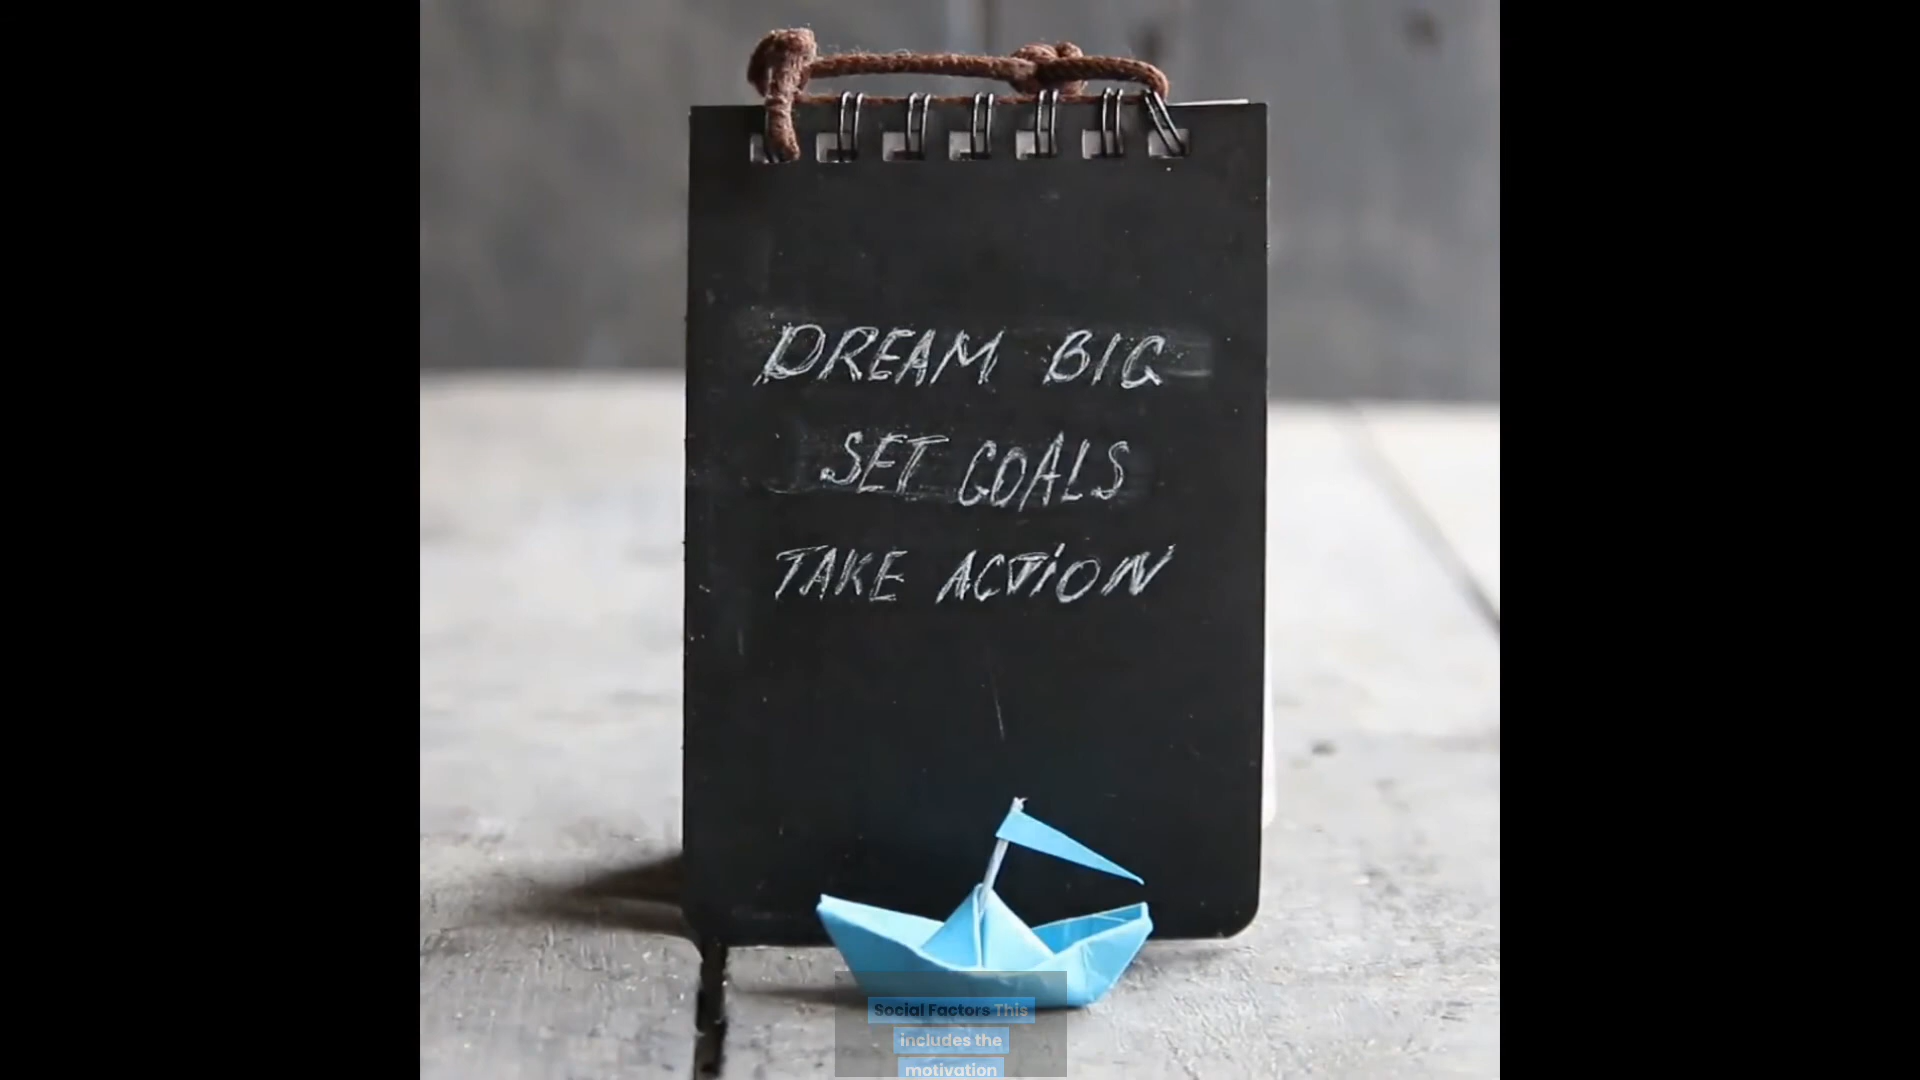 DREAM BIG
SET GOALS
TAKE ACTiON
Social Factors This
includes the
motivation